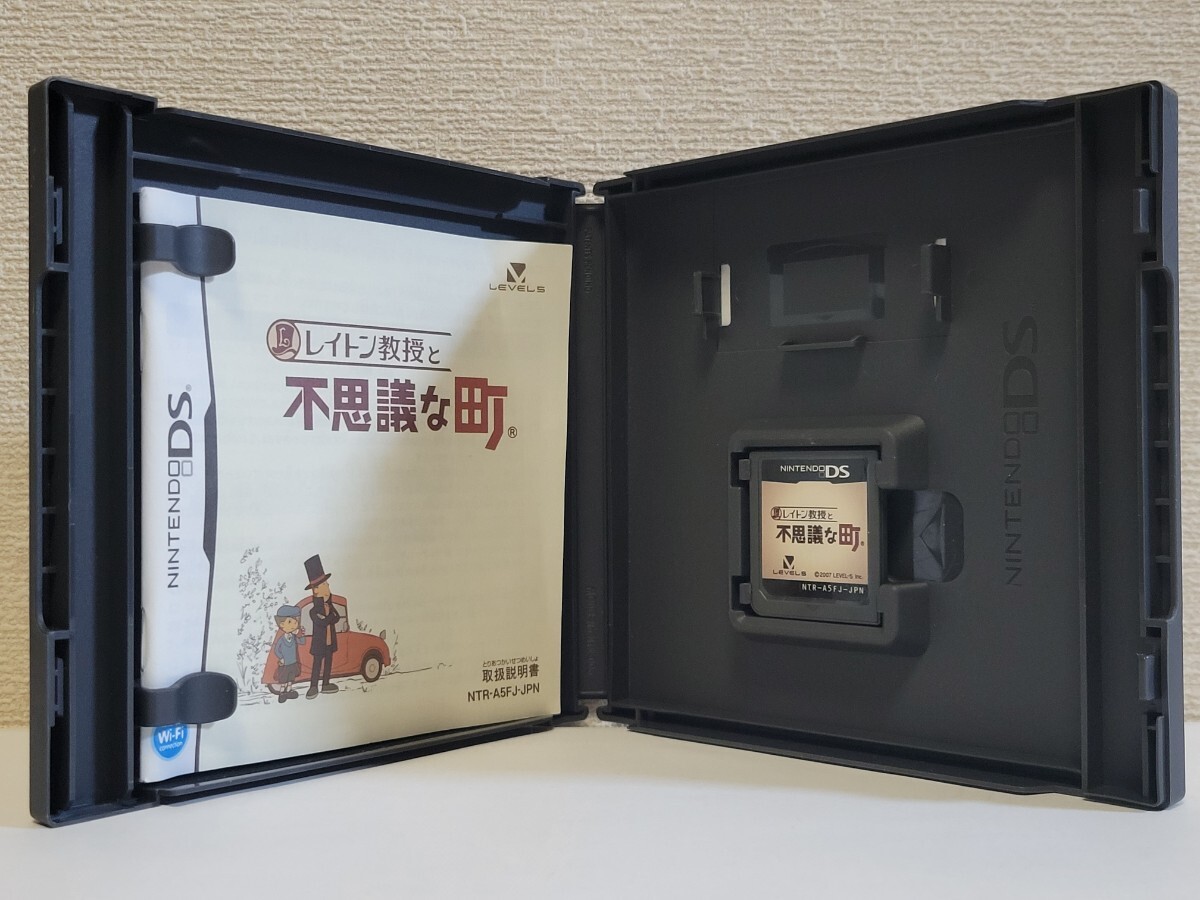 LEVEL5
レイトン教授と
不思議な町®
NINTENDO DS®
とりあつかいせつめいしょ
取扱説明書
NTR-A5FJ-JPN
Wi-Fi
CONNECTION
NINTENDO DS
レイトン教授と
不思議な町®
LEVEL5
©2007 LEVEL-5 Inc.
NTR-A5FJ-JPN
NINTENDO DS